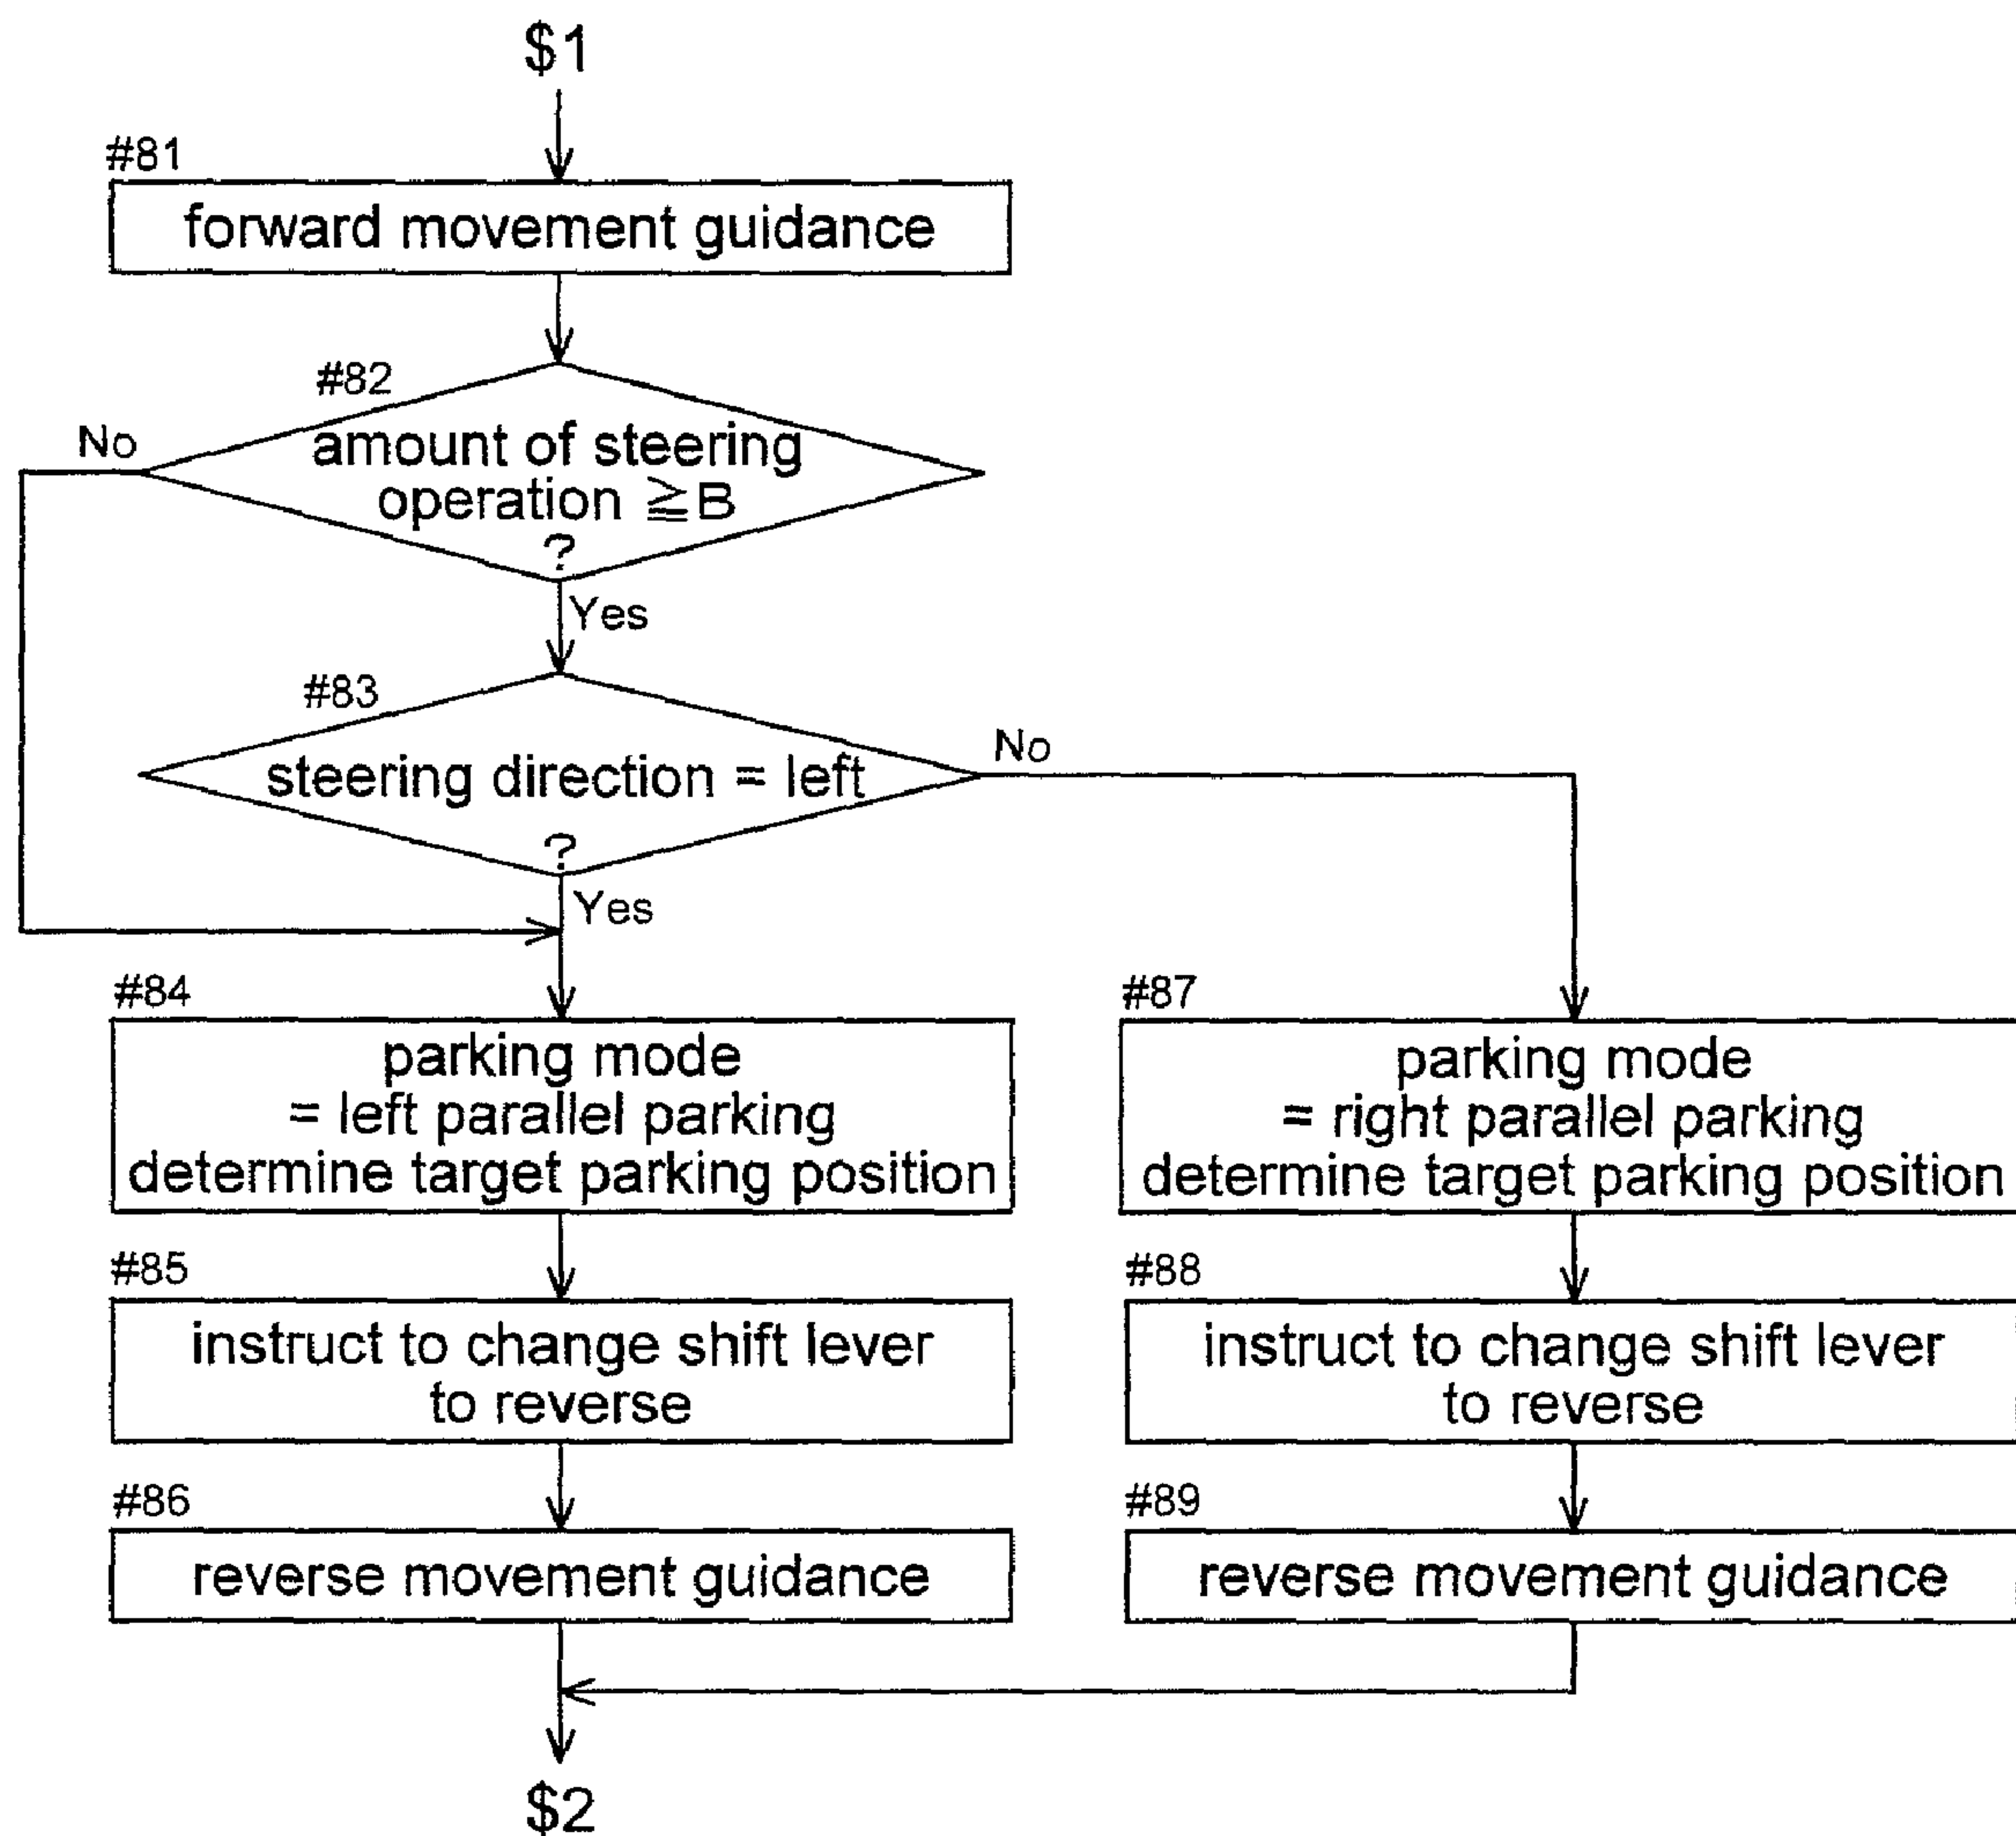 $1
#81
forward movement guidance
#82
No
amount of steering
operation ≧B
?
Yes
#83
No
steering direction = left
?
Yes
#84
parking mode
= left parallel parking
determine target parking position
#85
instruct to change shift lever
to reverse
#86
reverse movement guidance
#87
parking mode
= right parallel parking
determine target parking position
#88
instruct to change shift lever
to reverse
#89
reverse movement guidance
$2